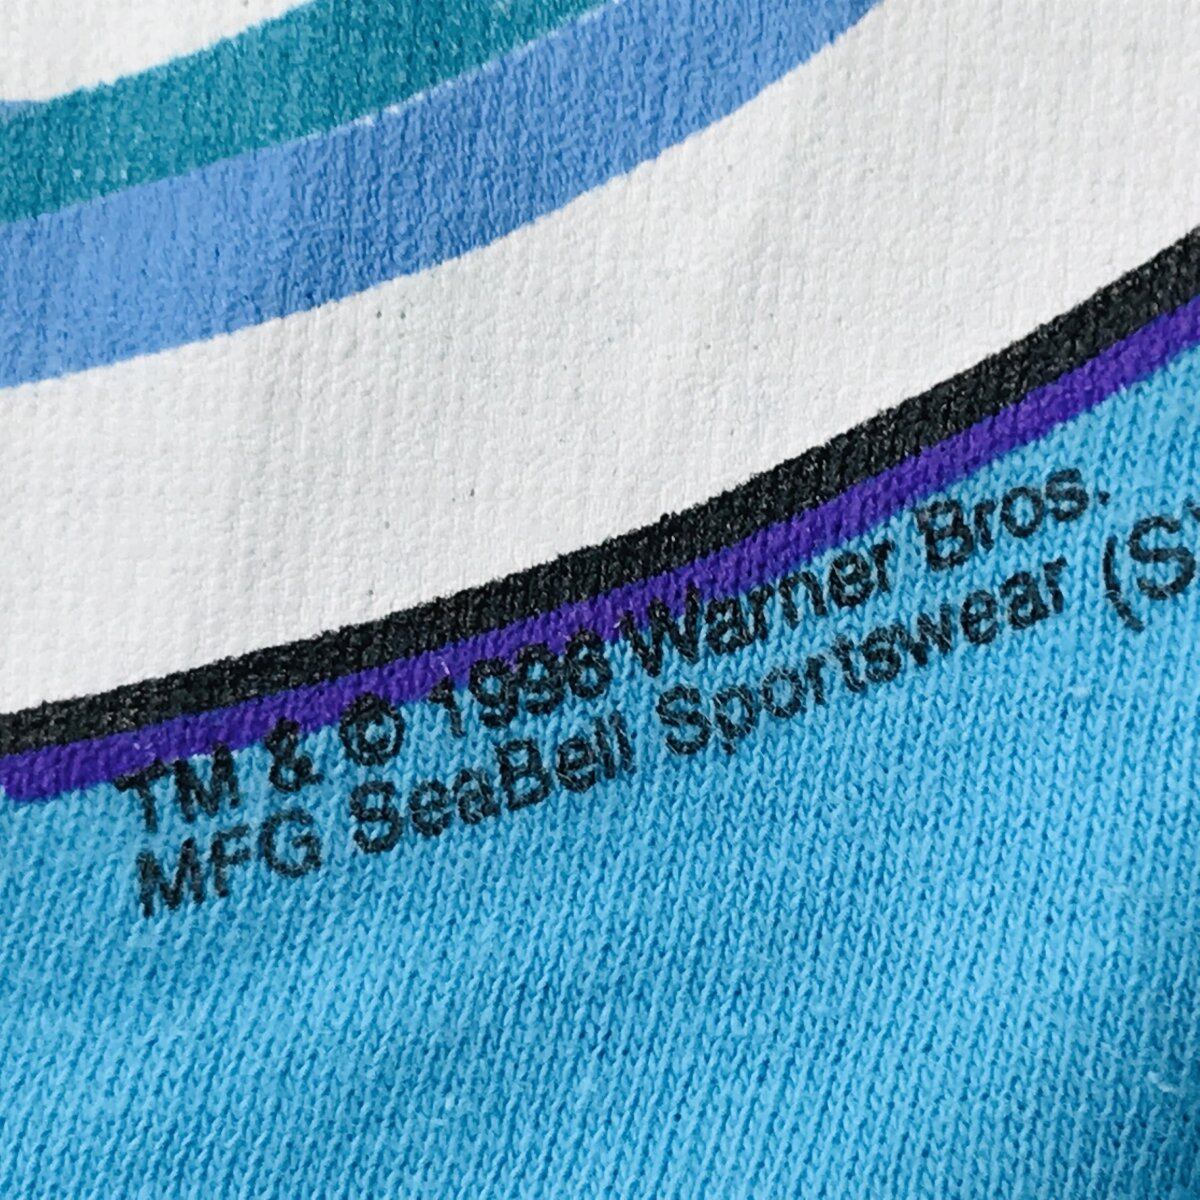 TM & © 1996 Warner Bros.
MFG SeaBell Sportswear (S